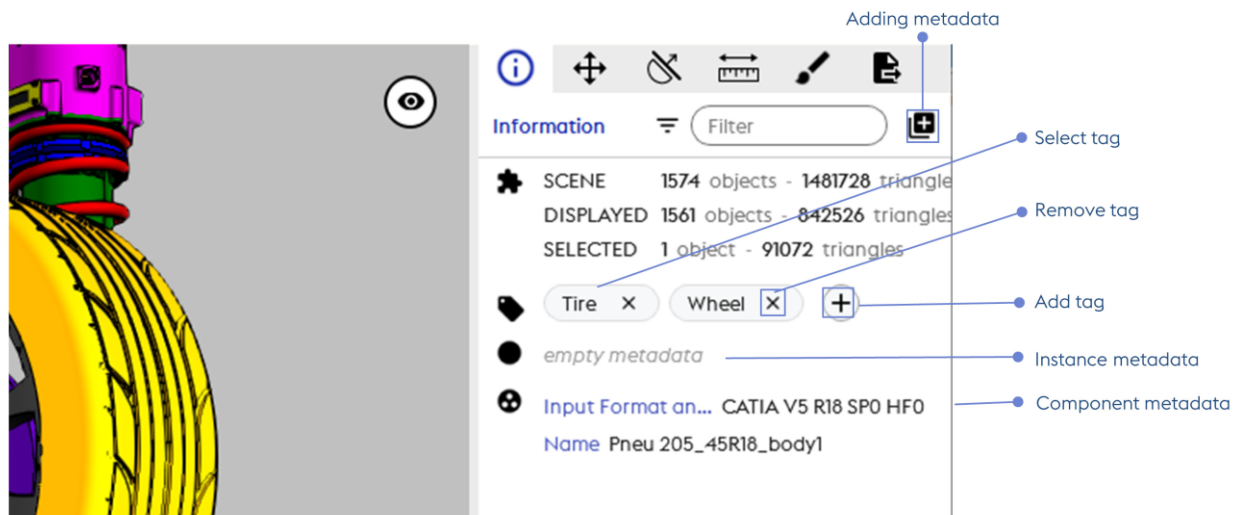 Adding metadata
Information
Filter
Select tag
SCENE 1574 objects - 1481728 triangle
DISPLAYED 1561 objects - 842526 triangles
Remove tag
SELECTED 1 object - 91072 triangles
Tire × Wheel × +
Add tag
empty metadata
Instance metadata
Input Format an... CATIA V5 R18 SP0 HF0
Component metadata
Name Pneu 205_45R18_body1